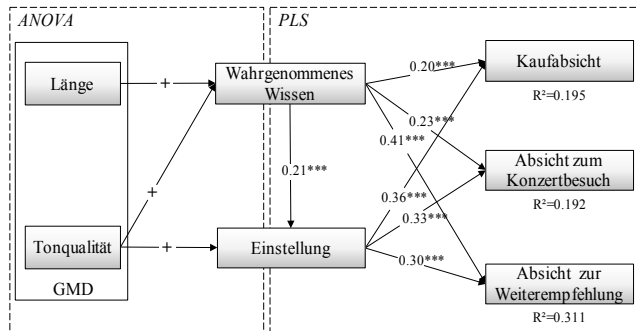 ANOVA
PLS
Länge
+
Wahrgenommenes
Wissen
0.20***
Kaufabsicht
R²=0.195
0.23***
0.41***
+
0.21***
Absicht zum
Konzertbesuch
R²=0.192
0.36***
0.33***
Tonqualität
+
Einstellung
0.30***
GMD
Absicht zur
Weiterempfehlung
R²=0.311